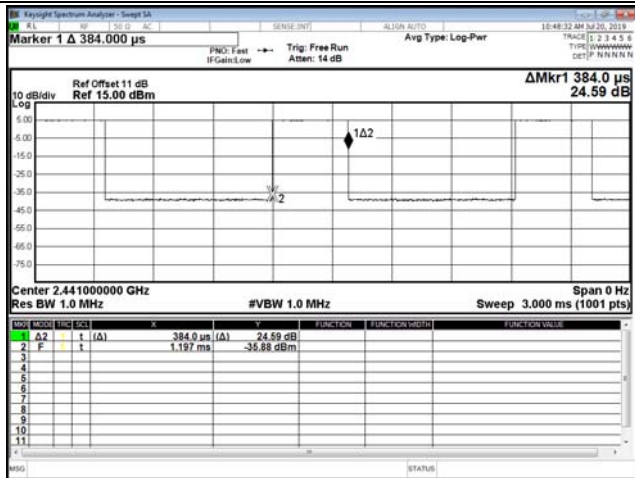 Keysight Spectrum Analyzer - Swept SA
RL RF 50 Ω AC SENSE:INT ALIGN AUTO 10:48:32 AM Jul 20, 2019
Marker 1 Δ 384.000 µs Avg Type: Log-Pwr TRACE 1 2 3 4 5 6
PNO: Fast Trig: Free Run TYPE WWWWWW
IFGain:Low Atten: 14 dB DET P N N N N N
ΔMkr1 384.0 µs
Ref Offset 11 dB
10 dB/div Ref 15.00 dBm 24.59 dB
Log
5.00
1Δ2
-5.00
-15.0
-25.0
-35.0
2
-45.0
-55.0
-65.0
-75.0
Center 2.441000000 GHz Span 0 Hz
Res BW 1.0 MHz #VBW 1.0 MHz Sweep 3.000 ms (1001 pts)
MKR MODE TRC SCL X Y FUNCTION FUNCTION WIDTH FUNCTION VALUE
1 Δ2 1 t (Δ) 384.0 µs (Δ) 24.59 dB
2 F 1 t 1.197 ms -35.88 dBm
3
4
5
6
7
8
9
10
11
MSG STATUS